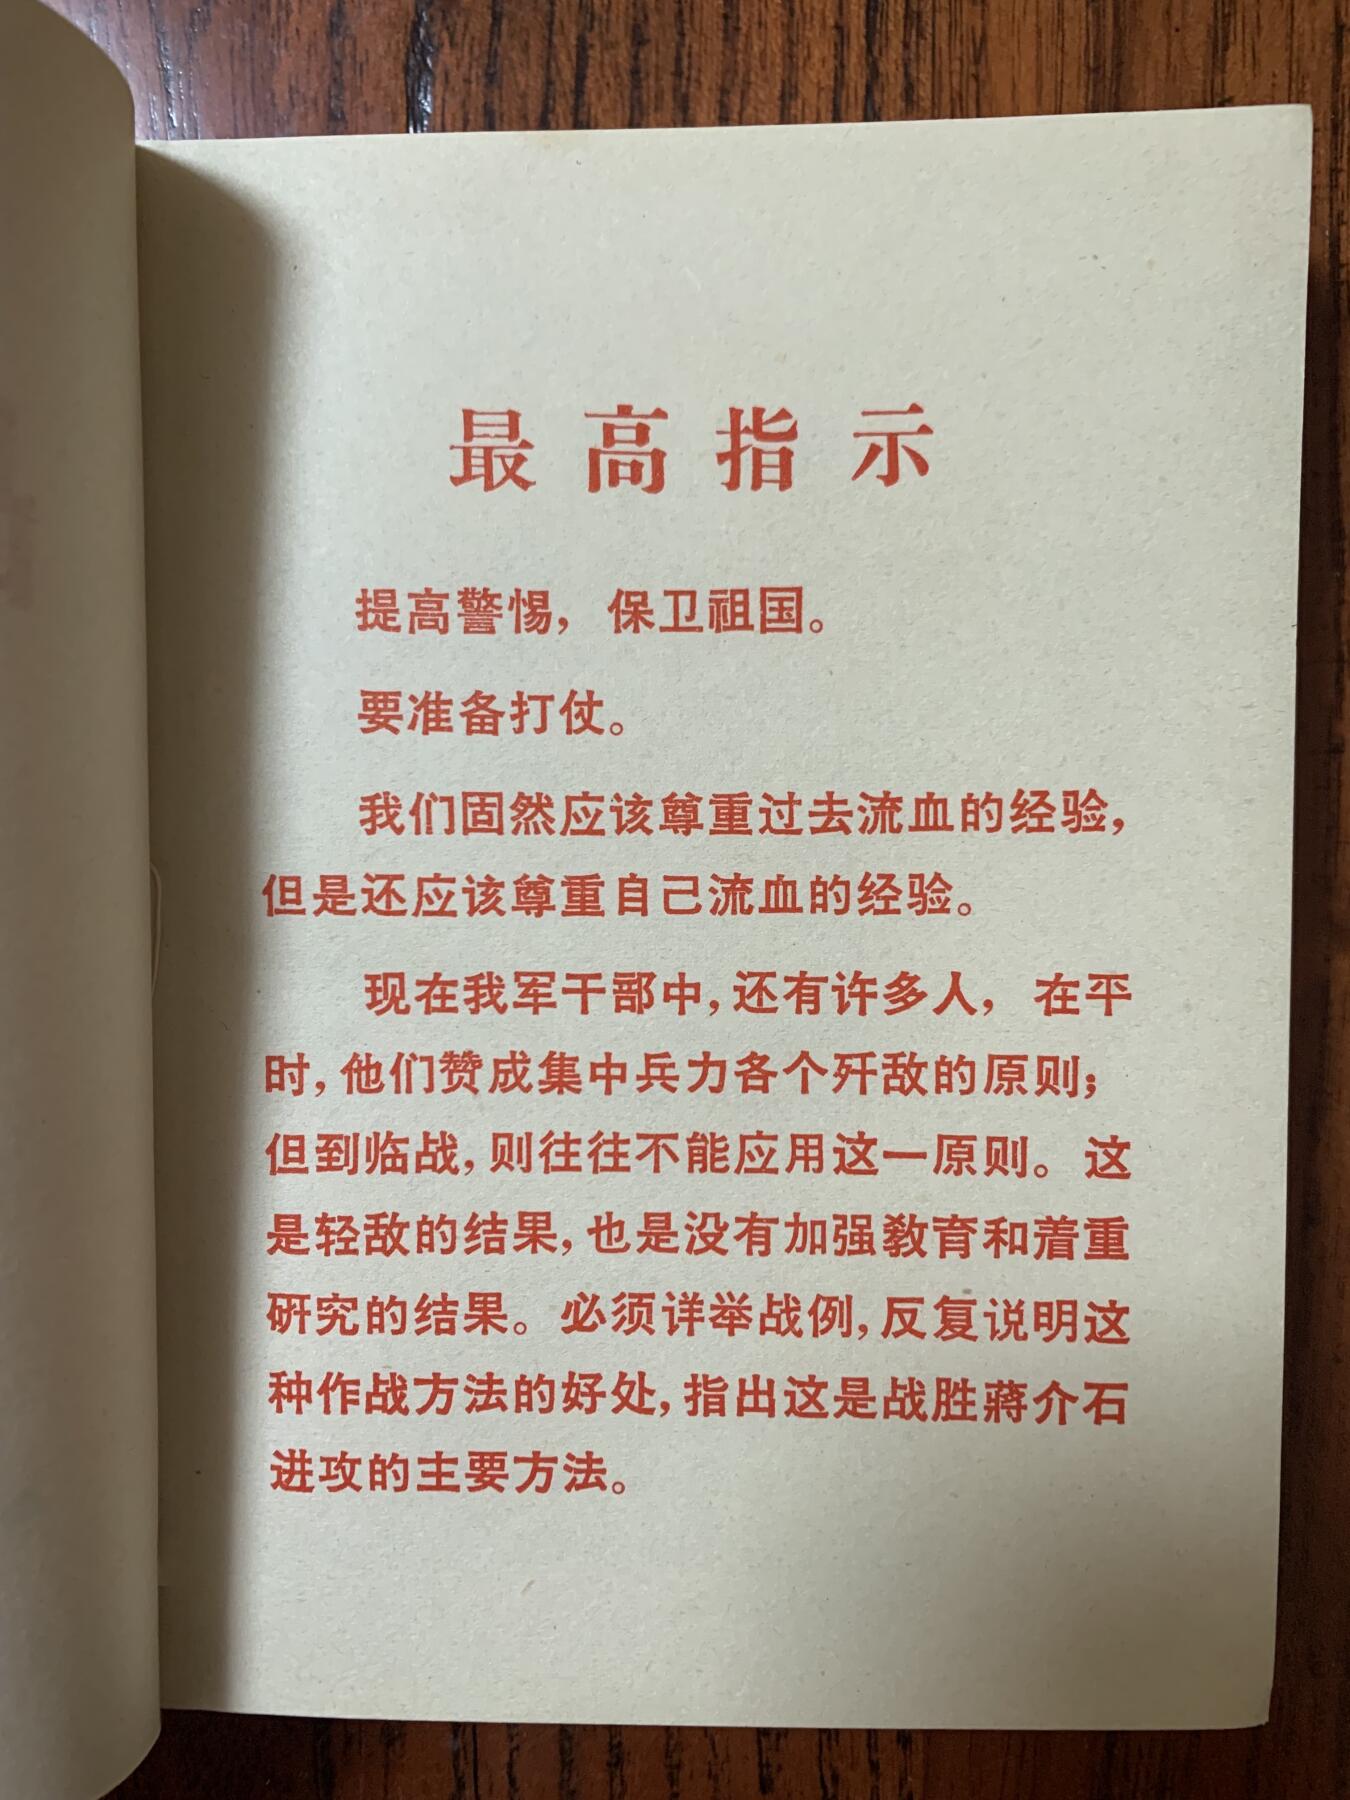 最高指示
提高警惕，保卫祖国。
要准备打仗。
我们固然应该尊重过去流血的经验，
但是还应该尊重自己流血的经验。
现在我军干部中，还有许多人，在平
时，他们赞成集中兵力各个歼敌的原则；
但到临战，则往往不能应用这一原则。这
是轻敌的结果，也是没有加强教育和着重
研究的结果。必须详举战例，反复说明这
种作战方法的好处，指出这是战胜蒋介石
进攻的主要方法。